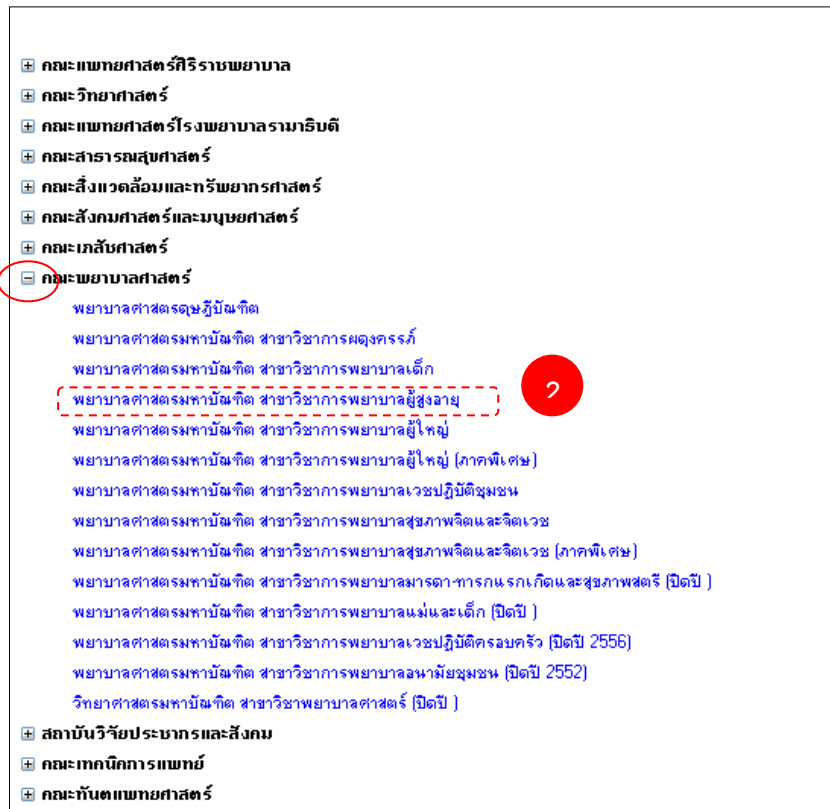 คณะแพทยศาสตร์ศิริราชพยาบาล
คณะวิทยาศาสตร์
คณะแพทยศาสตร์โรงพยาบาลรามาธิบดี
คณะสาธารณสุขศาสตร์
คณะสิ่งแวดล้อมและทรัพยากรศาสตร์
คณะสังคมศาสตร์และมนุษยศาสตร์
คณะเภสัชศาสตร์
คณะพยาบาลศาสตร์
พยาบาลศาสตรดุษฎีบัณฑิต
พยาบาลศาสตรมหาบัณฑิต สาขาวิชาการผดุงครรภ์
พยาบาลศาสตรมหาบัณฑิต สาขาวิชาการพยาบาลเด็ก
พยาบาลศาสตรมหาบัณฑิต สาขาวิชาการพยาบาลผู้สูงอายุ
2
พยาบาลศาสตรมหาบัณฑิต สาขาวิชาการพยาบาลผู้ใหญ่
พยาบาลศาสตรมหาบัณฑิต สาขาวิชาการพยาบาลผู้ใหญ่ (ภาคพิเศษ)
พยาบาลศาสตรมหาบัณฑิต สาขาวิชาการพยาบาลเวชปฏิบัติชุมชน
พยาบาลศาสตรมหาบัณฑิต สาขาวิชาการพยาบาลสุขภาพจิตและจิตเวช
พยาบาลศาสตรมหาบัณฑิต สาขาวิชาการพยาบาลสุขภาพจิตและจิตเวช (ภาคพิเศษ)
พยาบาลศาสตรมหาบัณฑิต สาขาวิชาการพยาบาลมารดา-ทารกแรกเกิดและสุขภาพสตรี (ปิดปี )
พยาบาลศาสตรมหาบัณฑิต สาขาวิชาการพยาบาลแม่และเด็ก (ปิดปี )
พยาบาลศาสตรมหาบัณฑิต สาขาวิชาการพยาบาลเวชปฏิบัติครอบครัว (ปิดปี 2556)
พยาบาลศาสตรมหาบัณฑิต สาขาวิชาการพยาบาลอนามัยชุมชน (ปิดปี 2552)
วิทยาศาสตรมหาบัณฑิต สาขาวิชาพยาบาลศาสตร์ (ปิดปี )
สถาบันวิจัยประชากรและสังคม
คณะเทคนิคการแพทย์
คณะทันตแพทยศาสตร์